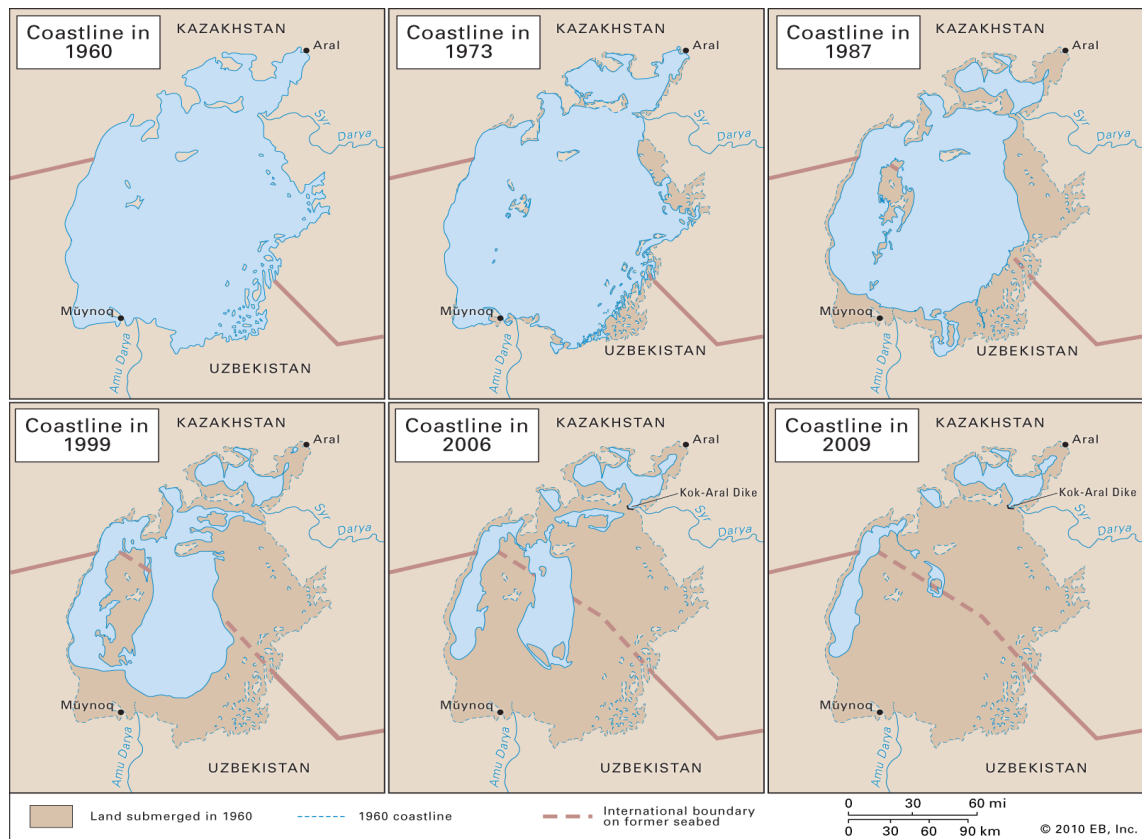 Coastline in
1960
KAZAKHSTAN
Aral
Syr
Darya
Mŭynoq
Amu Darya
UZBEKISTAN
Coastline in
1973
KAZAKHSTAN
Aral
Syr
Darya
Mŭynoq
Amu Darya
UZBEKISTAN
Coastline in
1987
KAZAKHSTAN
Aral
Syr
Darya
Mŭynoq
Amu Darya
UZBEKISTAN
Coastline in
1999
KAZAKHSTAN
Aral
Syr
Darya
Mŭynoq
Amu Darya
UZBEKISTAN
Coastline in
2006
KAZAKHSTAN
Aral
Kok-Aral Dike
Syr
Darya
Mŭynoq
Amu Darya
UZBEKISTAN
Coastline in
2009
KAZAKHSTAN
Aral
Kok-Aral Dike
Syr
Darya
Mŭynoq
Amu Darya
UZBEKISTAN
Land submerged in 1960
1960 coastline
International boundary
on former seabed
0 30 60 mi
0 30 60 90 km
© 2010 EB, Inc.